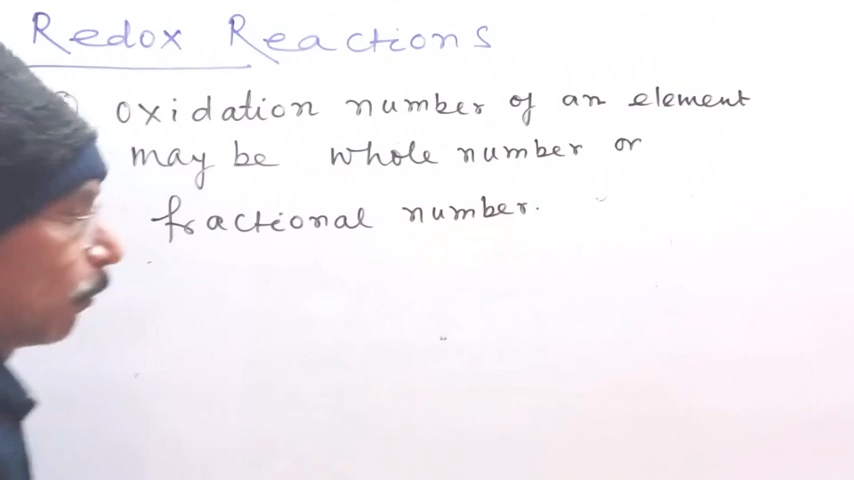 Redox Reactions
oxidation number of an element
may be whole number or
fractional number.